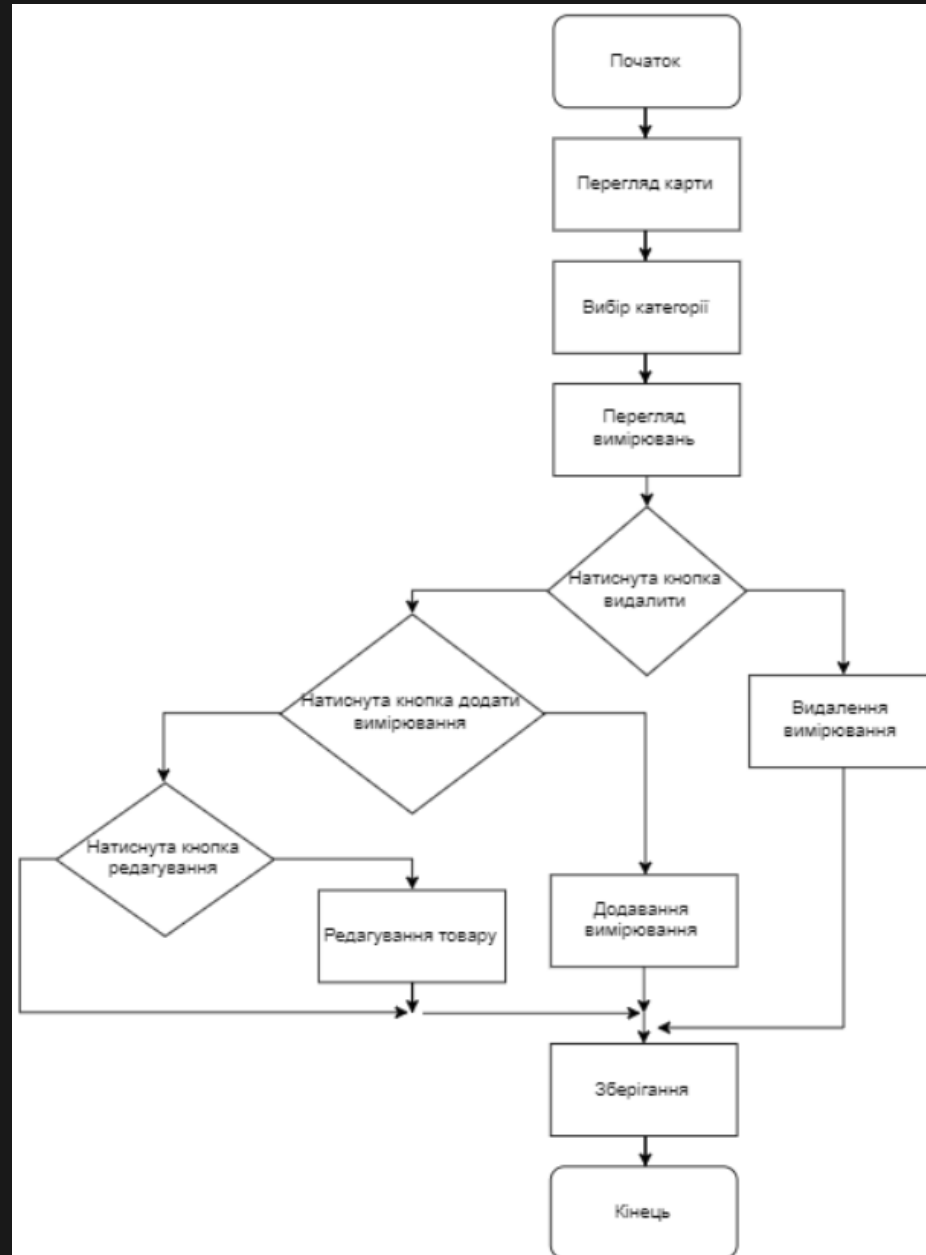 Початок
Перегляд карти
Вибір категорії
Перегляд
вимірювань
Натиснута кнопка
видалити
Натиснута кнопка додати
вимірювання
Видалення
вимірювання
Натиснута кнопка
редагування
Редагування товару
Додавання
вимірювання
Зберігання
Кінець